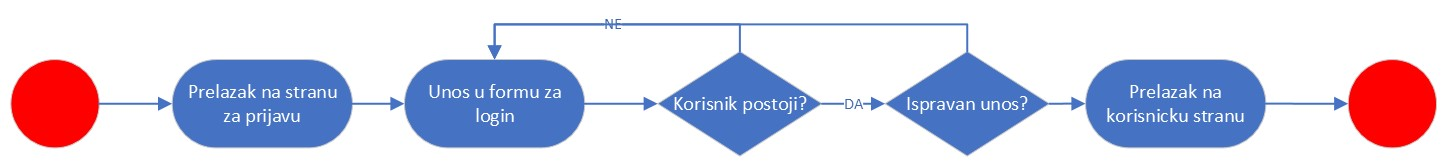 NE
Prelazak na stranu
za prijavu
Unos u formu za
login
Korisnik postoji?
DA
Ispravan unos?
Prelazak na
korisnicku stranu